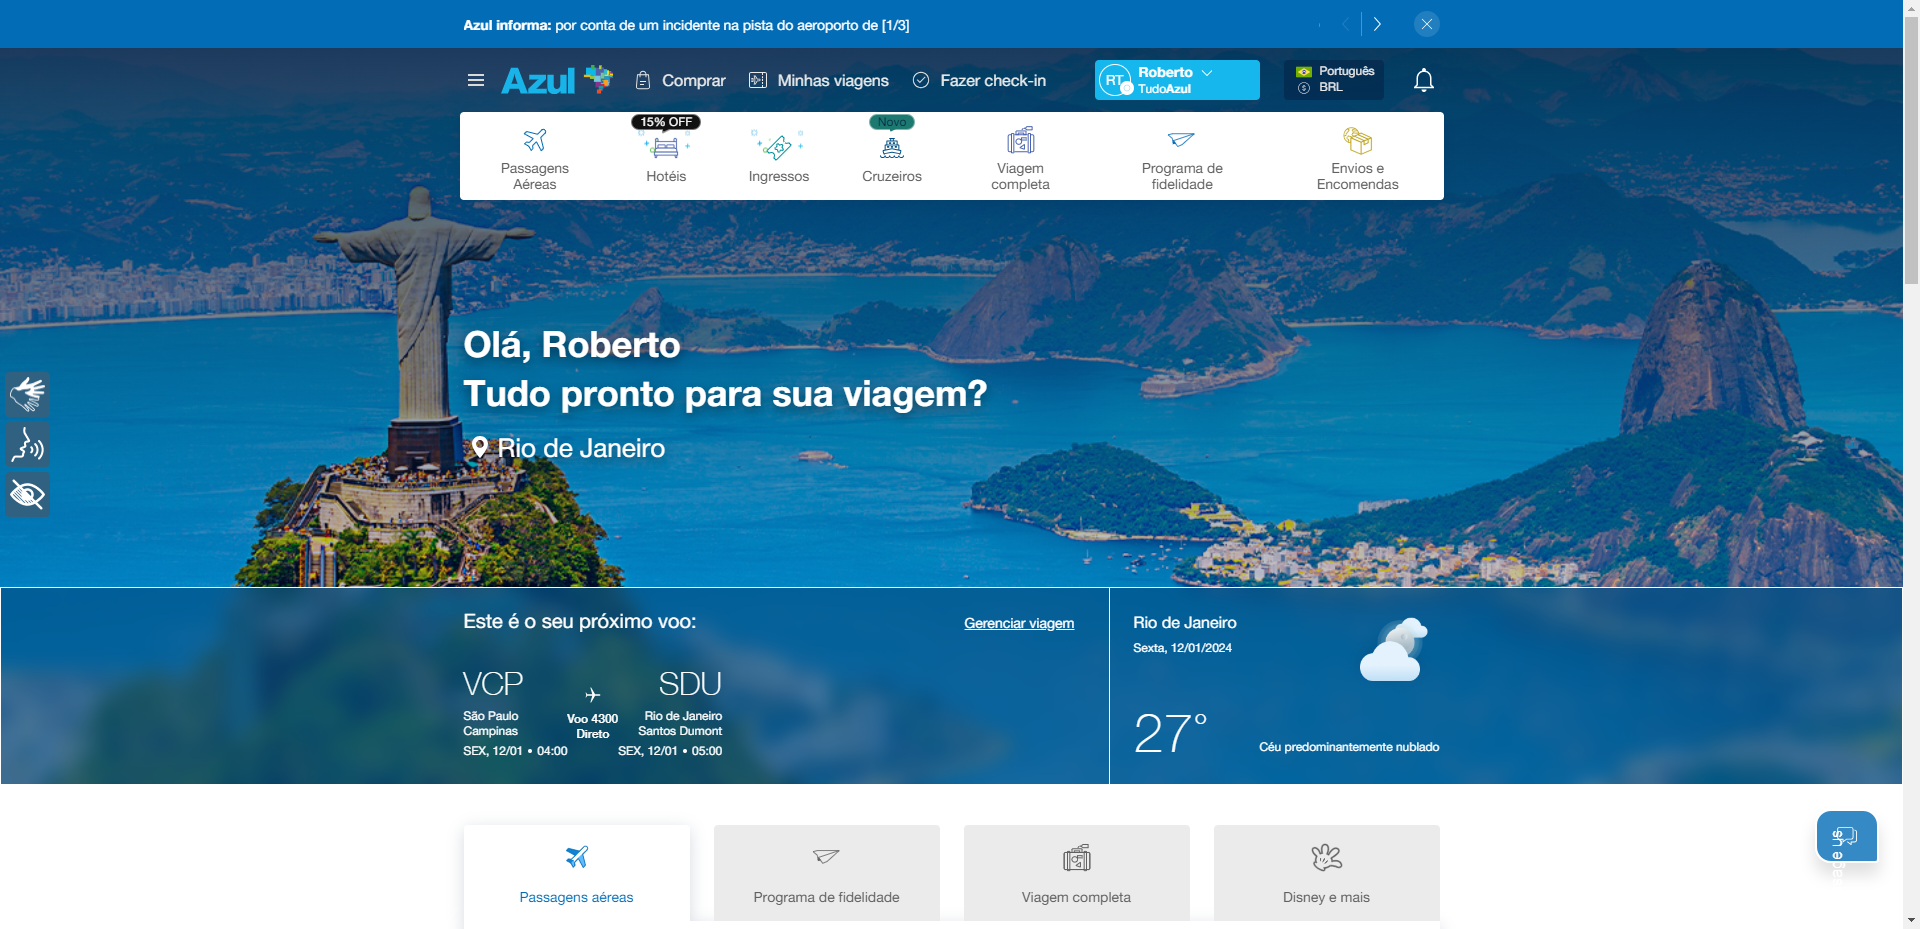 Azul informa: por conta de um incidente na pista do aeroporto de [1/3]
Azul
Comprar
Minhas viagens
Fazer check-in
RT
Roberto
TudoAzul
Português
BRL
Passagens
Aéreas
15% OFF
Hotéis
Ingressos
Novo
Cruzeiros
Viagem
completa
Programa de
fidelidade
Envios e
Encomendas
Olá, Roberto
Tudo pronto para sua viagem?
Rio de Janeiro
Este é o seu próximo voo:
Gerenciar viagem
VCP
São Paulo
Campinas
SEX, 12/01 • 04:00
Voo 4300
Direto
SDU
Rio de Janeiro
Santos Dumont
SEX, 12/01 • 05:00
Rio de Janeiro
Sexta, 12/01/2024
27°
Céu predominantemente nublado
Passagens aéreas
Programa de fidelidade
Viagem completa
Disney e mais